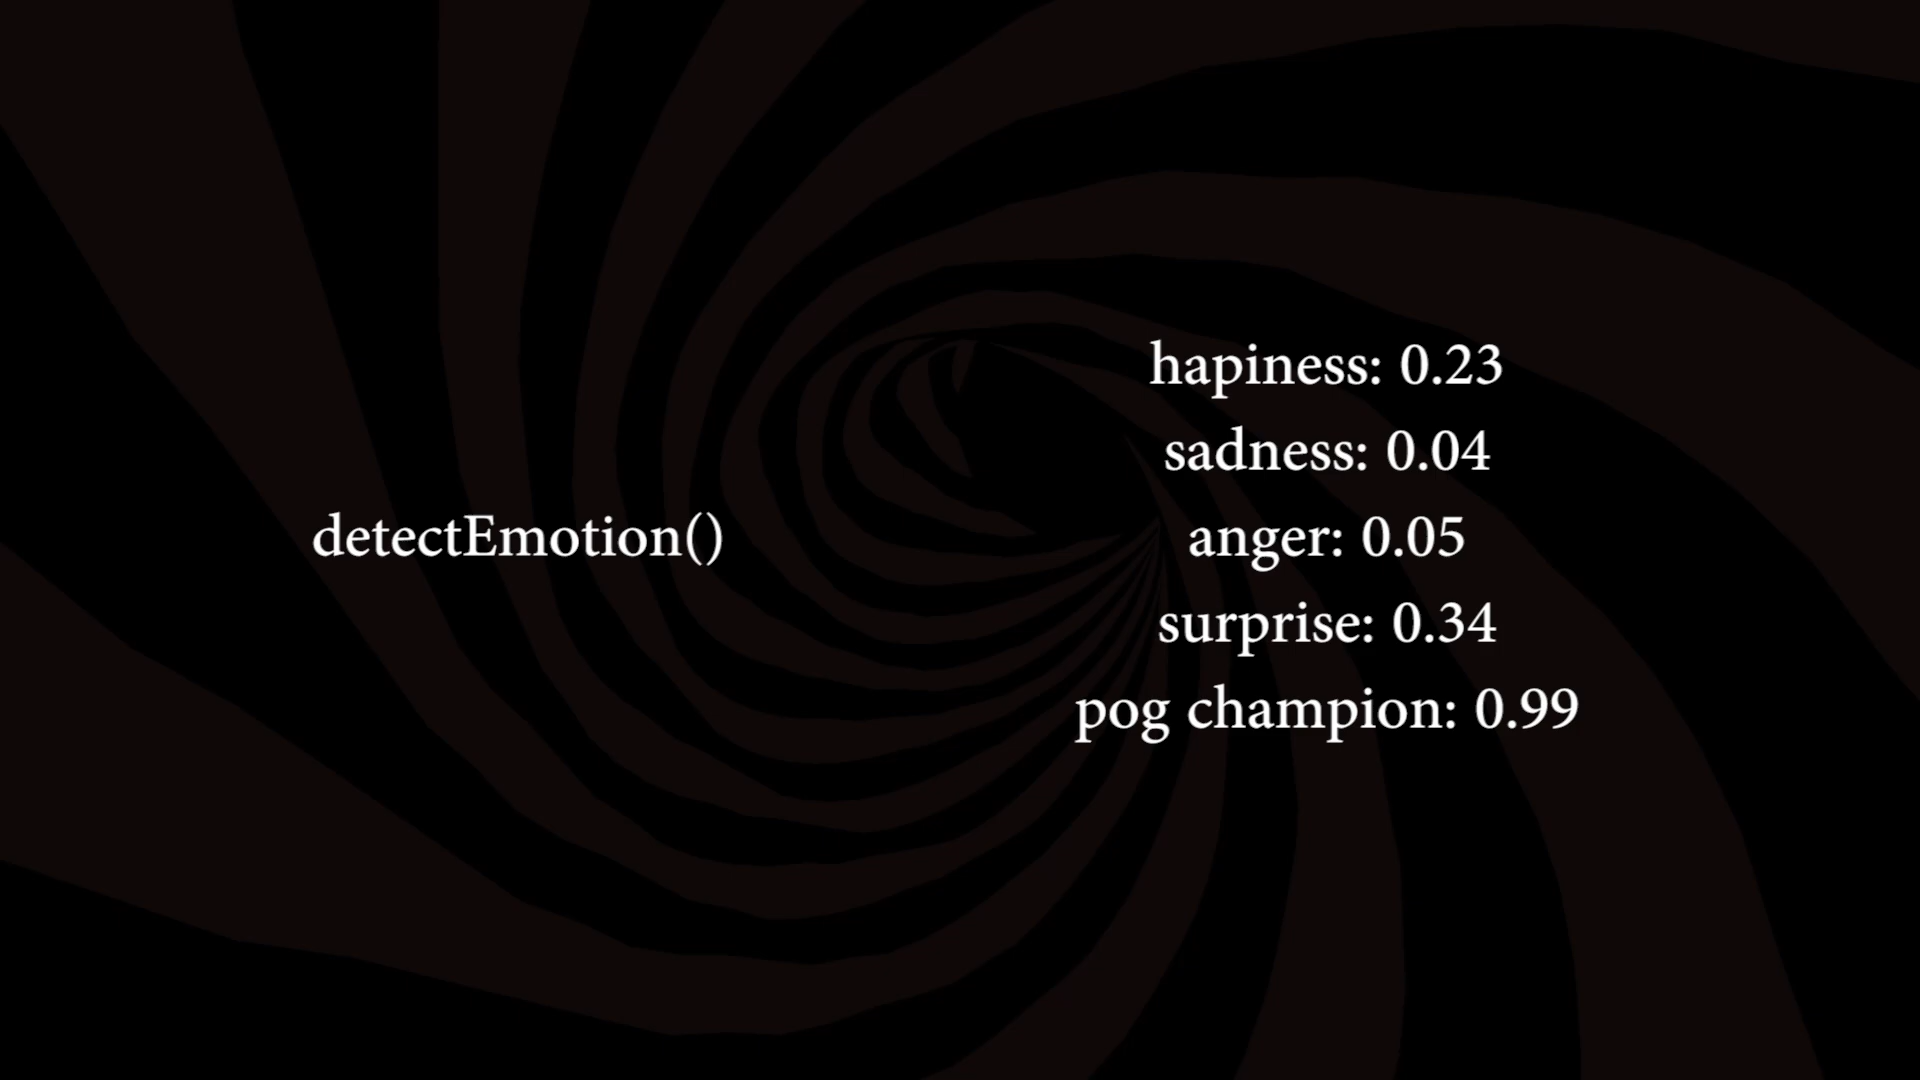 detectEmotion()
hapiness: 0.23
sadness: 0.04
anger: 0.05
surprise: 0.34
pog champion: 0.99